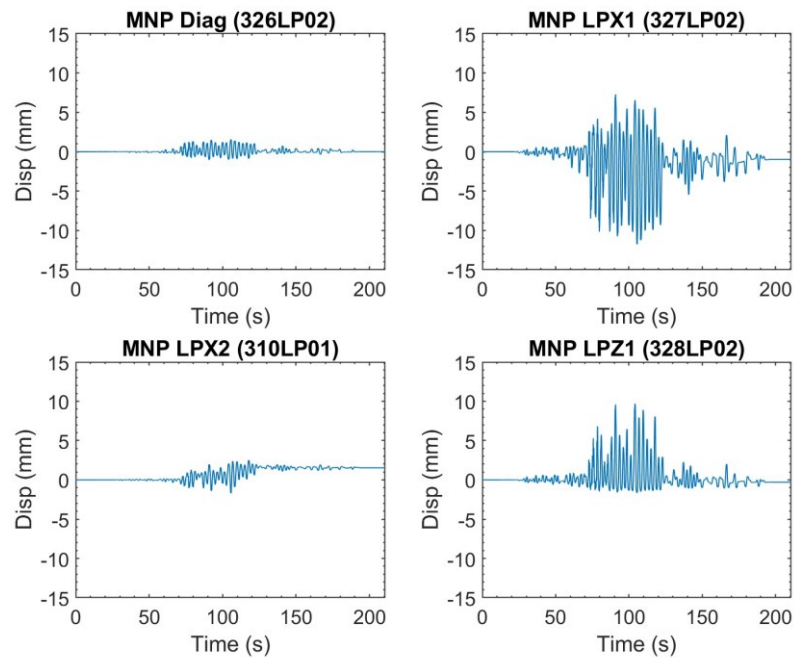 MNP Diag (326LP02)
15
10
5
0
-5
-10
-15
Disp (mm)
0 50 100 150 200
Time (s)
MNP LPX1 (327LP02)
15
10
5
0
-5
-10
-15
Disp (mm)
0 50 100 150 200
Time (s)
MNP LPX2 (310LP01)
15
10
5
0
-5
-10
-15
Disp (mm)
0 50 100 150 200
Time (s)
MNP LPZ1 (328LP02)
15
10
5
0
-5
-10
-15
Disp (mm)
0 50 100 150 200
Time (s)